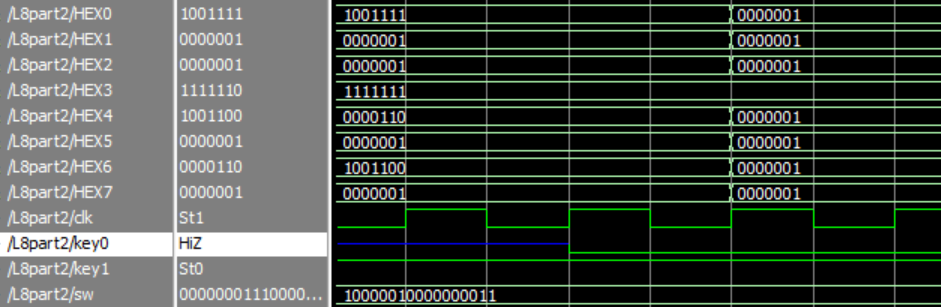 /L8part2/HEX0 1001111 1001111 0000001
/L8part2/HEX1 0000001 0000001 0000001
/L8part2/HEX2 0000001 0000001 0000001
/L8part2/HEX3 1111110 1111111
/L8part2/HEX4 1001100 0000110 0000001
/L8part2/HEX5 0000001 0000001 0000001
/L8part2/HEX6 0000110 1001100 0000001
/L8part2/HEX7 0000001 0000001 0000001
/L8part2/clk St1
/L8part2/key0 HiZ
/L8part2/key1 St0
/L8part2/sw 00000001110000... 10000010000000011